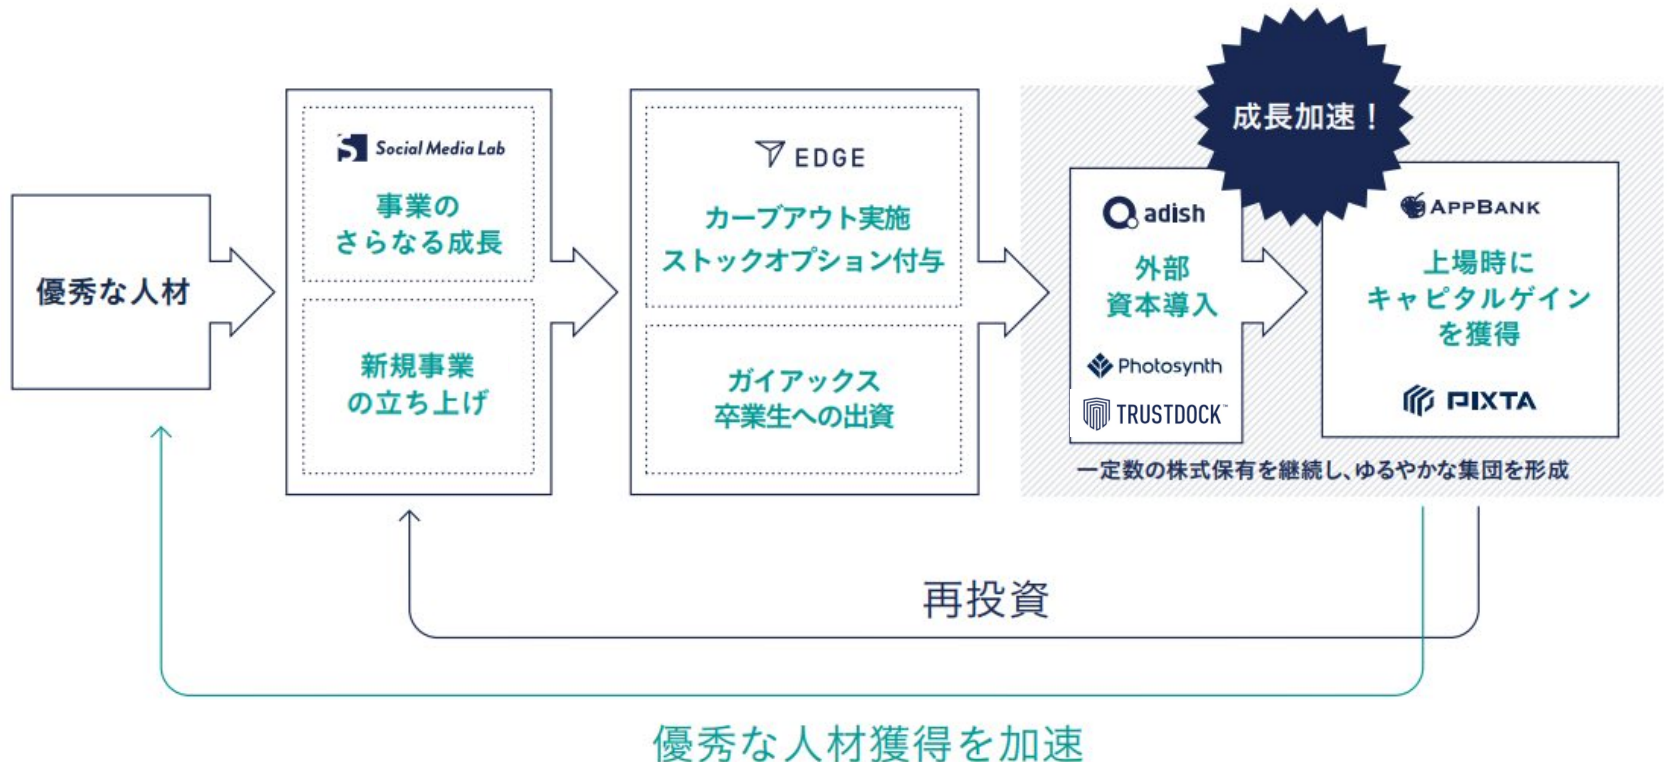 優秀な人材
Social Media Lab
事業の
さらなる成長
新規事業
の立ち上げ
EDGE
カーブアウト実施
ストックオプション付与
ガイアックス
卒業生への出資
成長加速！
adish
外部
資本導入
Photosynth
TRUSTDOCK™
APPBANK
上場時に
キャピタルゲイン
を獲得
PIXTA
一定数の株式保有を継続し、ゆるやかな集団を形成
再投資
優秀な人材獲得を加速